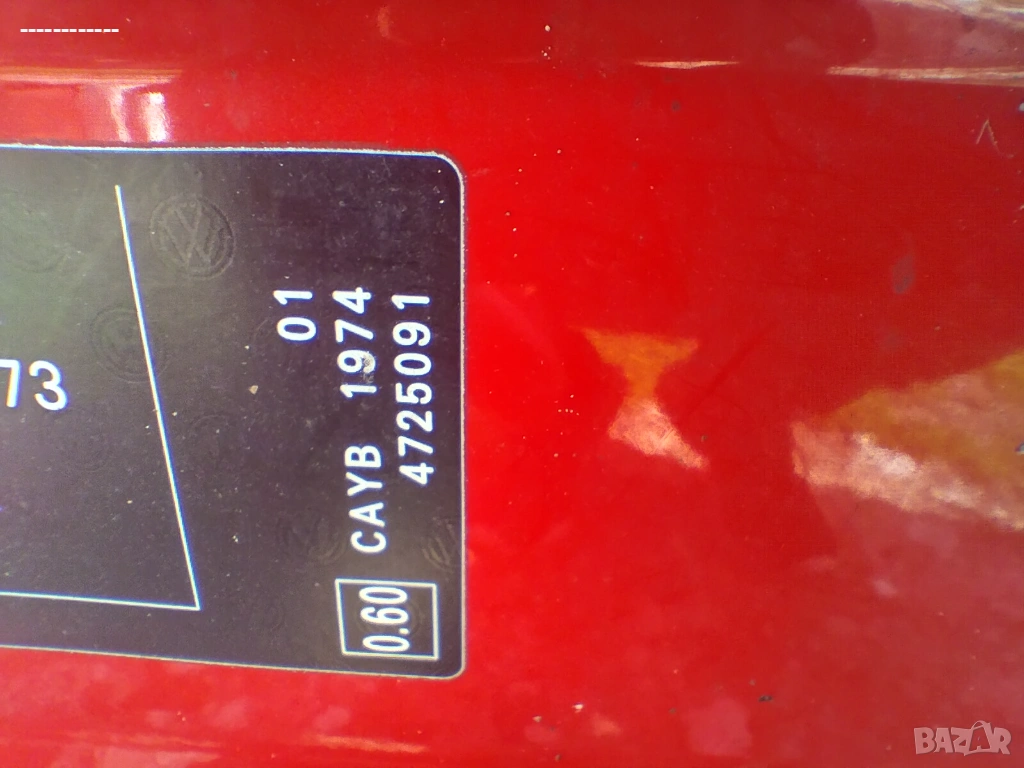 ------------
73
01
0.60 CAYB 1974
4725091
BAZAR